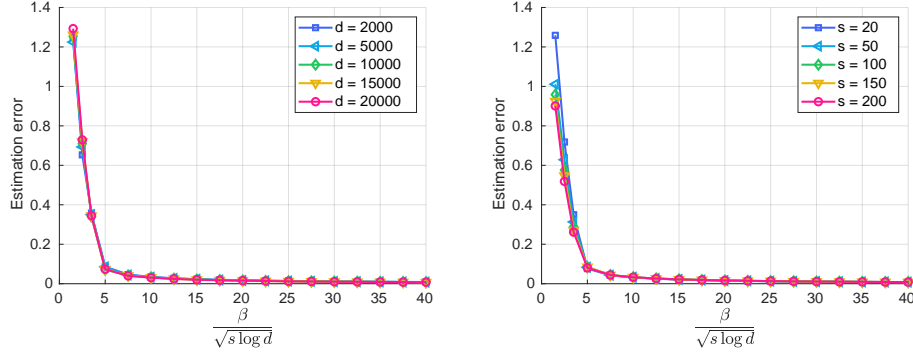 1.4
1.2
1
0.8
0.6
0.4
0.2
0
Estimation error
0 5 10 15 20 25 30 35 40
β
√s log d
d = 2000
d = 5000
d = 10000
d = 15000
d = 20000
1.4
1.2
1
0.8
0.6
0.4
0.2
0
Estimation error
0 5 10 15 20 25 30 35 40
β
√s log d
s = 20
s = 50
s = 100
s = 150
s = 200